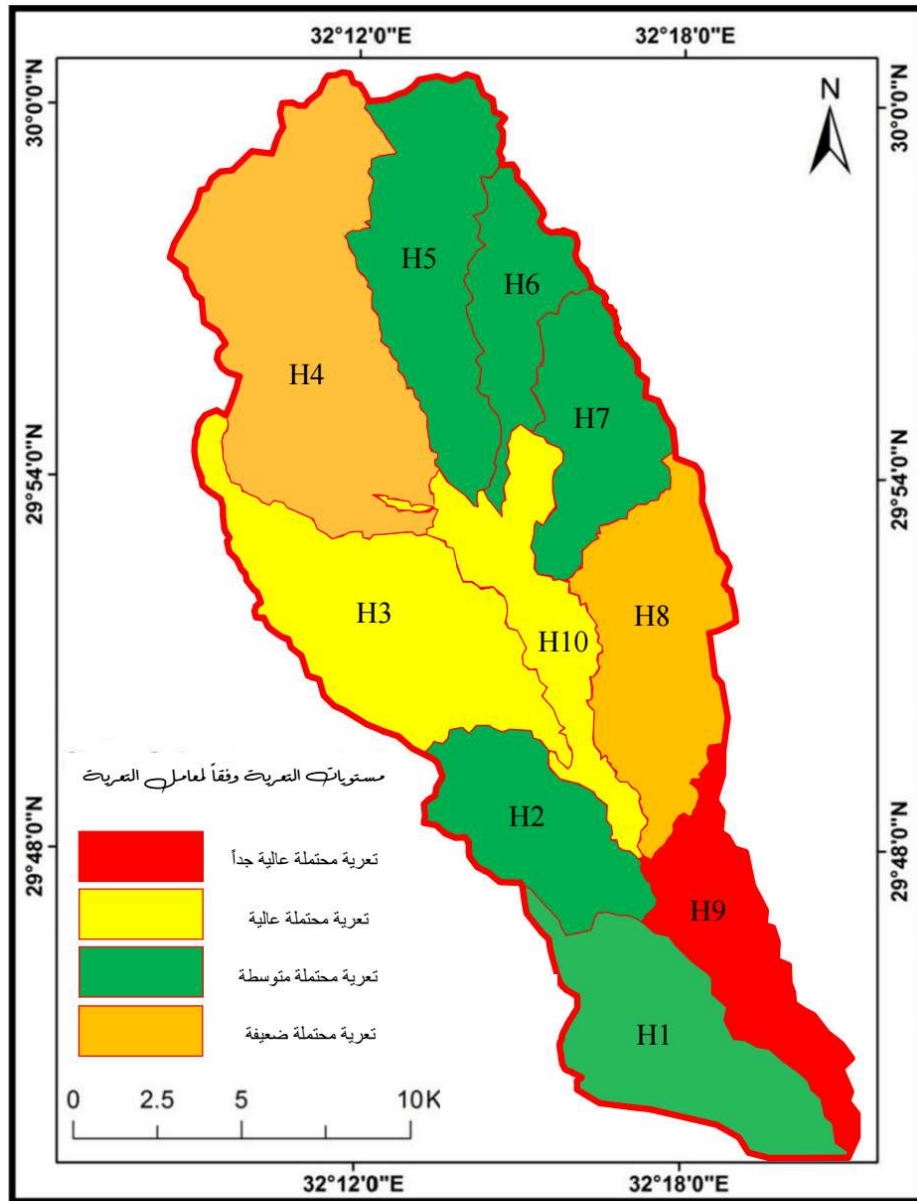 32°12'0"E 32°18'0"E
30°0'0"N 30°0'0"N
N
H5
H6
H4
H7
29°54'0"N 29°54'0"N
H3
H8
H10
مستويات التعرية وفقاً لمعامل التعرية
H2
29°48'0"N 29°48'0"N
تعرية محتملة عالية جداً
H9
تعرية محتملة عالية
تعرية محتملة متوسطة
تعرية محتملة ضعيفة
H1
0 2.5 5 10K
32°12'0"E 32°18'0"E